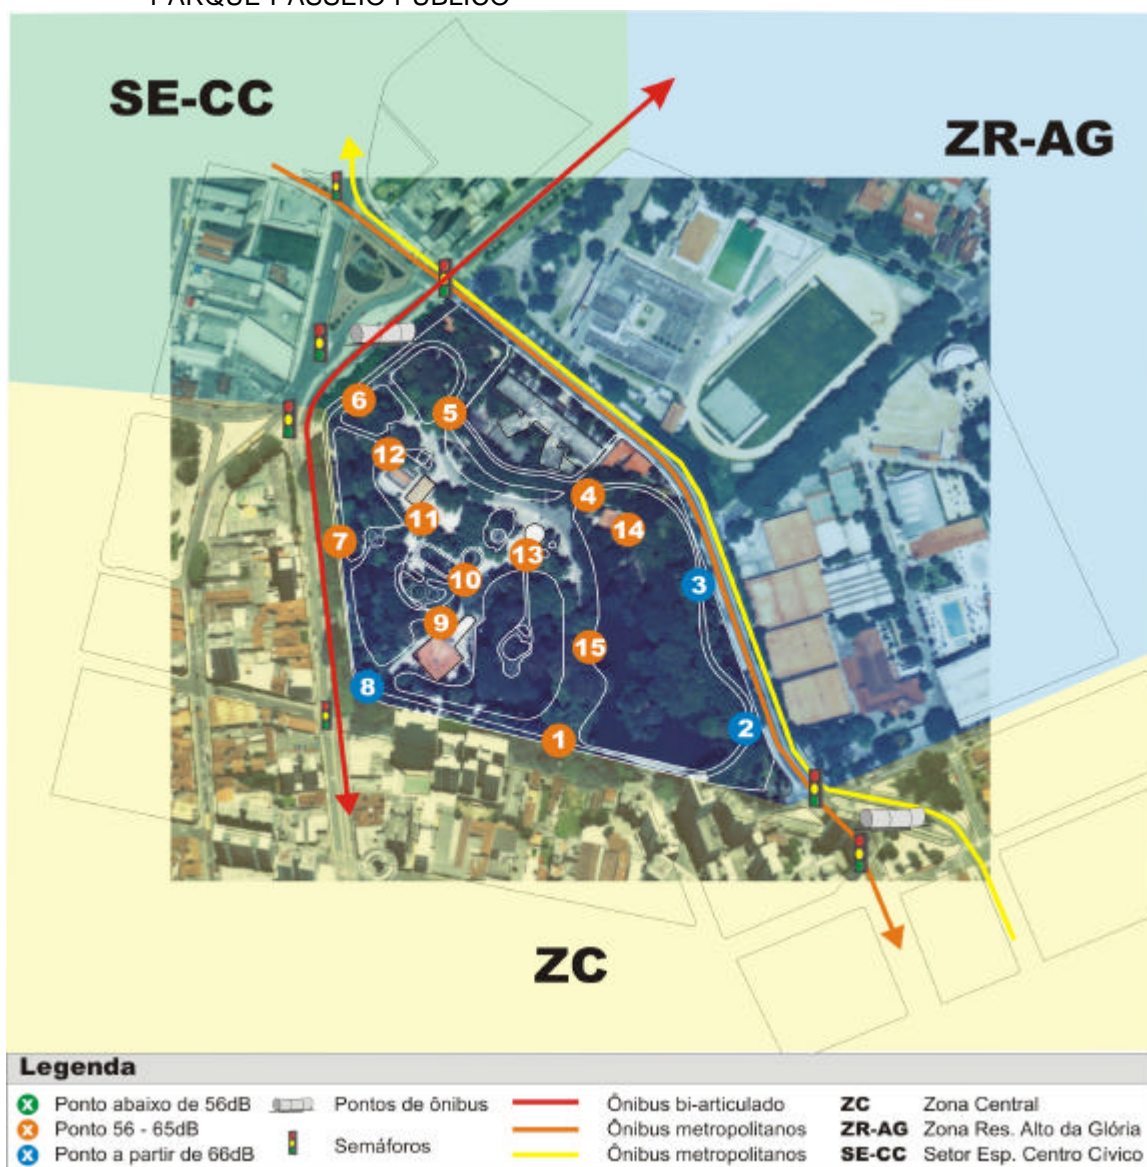 PARQUE PASSEIO PÚBLICO
SE-CC
ZR-AG
6
5
12
4
11
14
7
13
10
3
9
15
8
2
1
ZC
Legenda
X Ponto abaixo de 56dB
X Ponto 56 - 65dB
X Ponto a partir de 66dB
Pontos de ônibus
Semáforos
Ônibus bi-articulado
Ônibus metropolitanos
Ônibus metropolitanos
ZC Zona Central
ZR-AG Zona Res. Alto da Glória
SE-CC Setor Esp. Centro Cívico